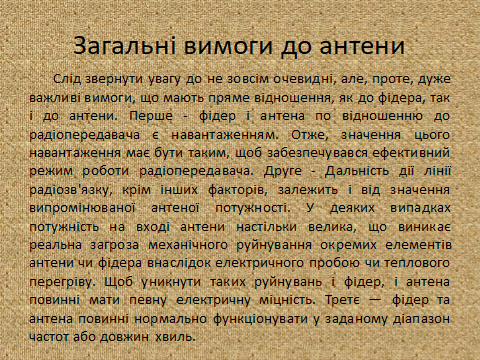 Загальні вимоги до антени
Слід звернути увагу до не зовсім очевидні, але, проте, дуже
важливі вимоги, що мають пряме відношення, як до фідера, так
і до антени. Перше - фідер і антена по відношенню до
радіопередавача є навантаженням. Отже, значення цього
навантаження має бути таким, щоб забезпечувався ефективний
режим роботи радіопередавача. Друге - Дальність дії лінії
радіозв'язку, крім інших факторів, залежить і від значення
випромінюваної антеної потужності. У деяких випадках
потужність на вході антени настільки велика, що виникає
реальна загроза механічного руйнування окремих елементів
антени чи фідера внаслідок електричного пробою чи теплового
перегріву. Щоб уникнути таких руйнувань і фідер, і антена
повинні мати певну електричну міцність. Третє — фідер та
антена повинні нормально функціонувати у заданому діапазон
частот або довжин хвиль.